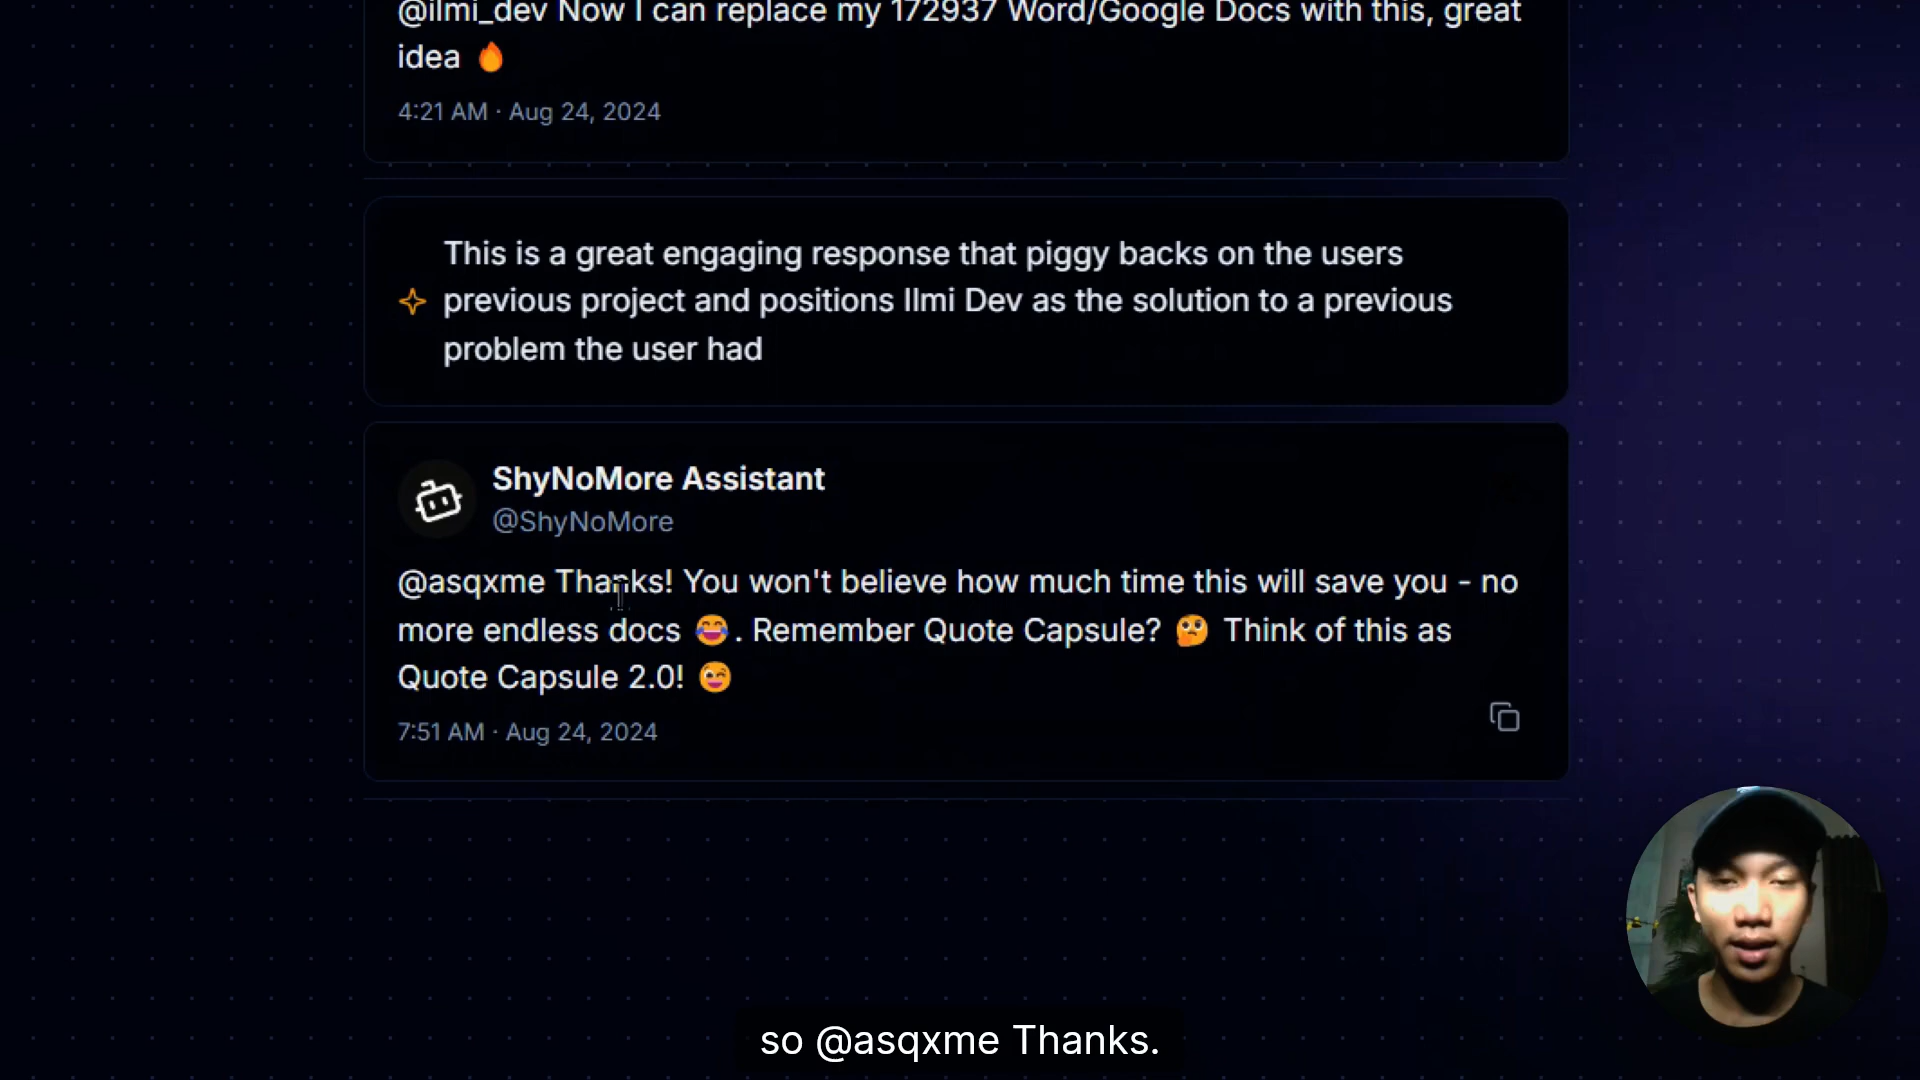 @ilmi_dev Now I can replace my 172937 Word/Google Docs with this, great
idea 🔥
4:21 AM · Aug 24, 2024
This is a great engaging response that piggy backs on the users
previous project and positions Ilmi Dev as the solution to a previous
problem the user had
ShyNoMore Assistant
@ShyNoMore
@asqxme Thanks! You won't believe how much time this will save you - no
more endless docs 😂. Remember Quote Capsule? 🤔 Think of this as
Quote Capsule 2.0! 😉
7:51 AM · Aug 24, 2024
so @asqxme Thanks.